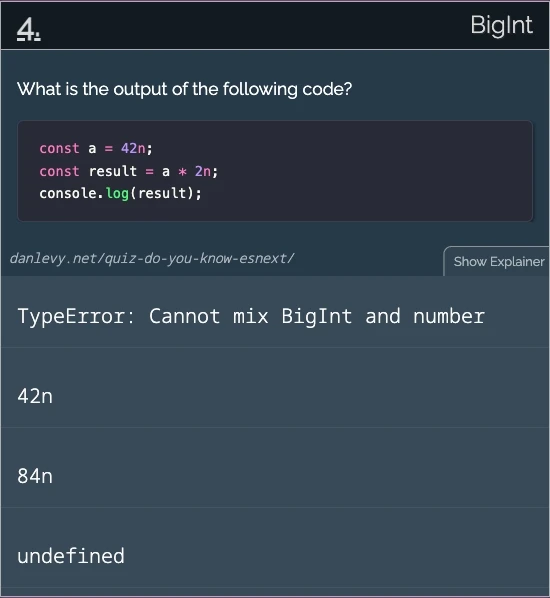 4.
BigInt
What is the output of the following code?
const a = 42n;
const result = a * 2n;
console.log(result);
danlevy.net/quiz-do-you-know-esnext/
Show Explainer
TypeError: Cannot mix BigInt and number
42n
84n
undefined